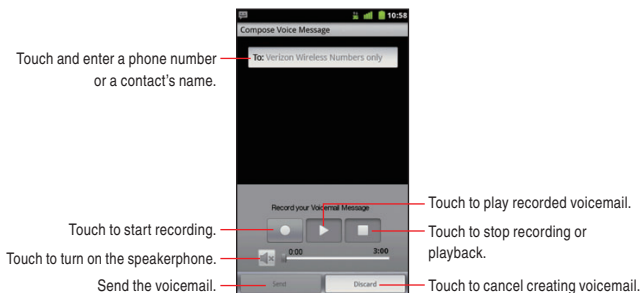 10:58
Compose Voice Message
Touch and enter a phone number
or a contact's name.
To: Verizon Wireless Numbers only
Record your Voicemail Message
Touch to play recorded voicemail.
Touch to start recording.
Touch to stop recording or
playback.
Touch to turn on the speakerphone.
0:00 3:00
Send the voicemail.
Send Discard
Touch to cancel creating voicemail.